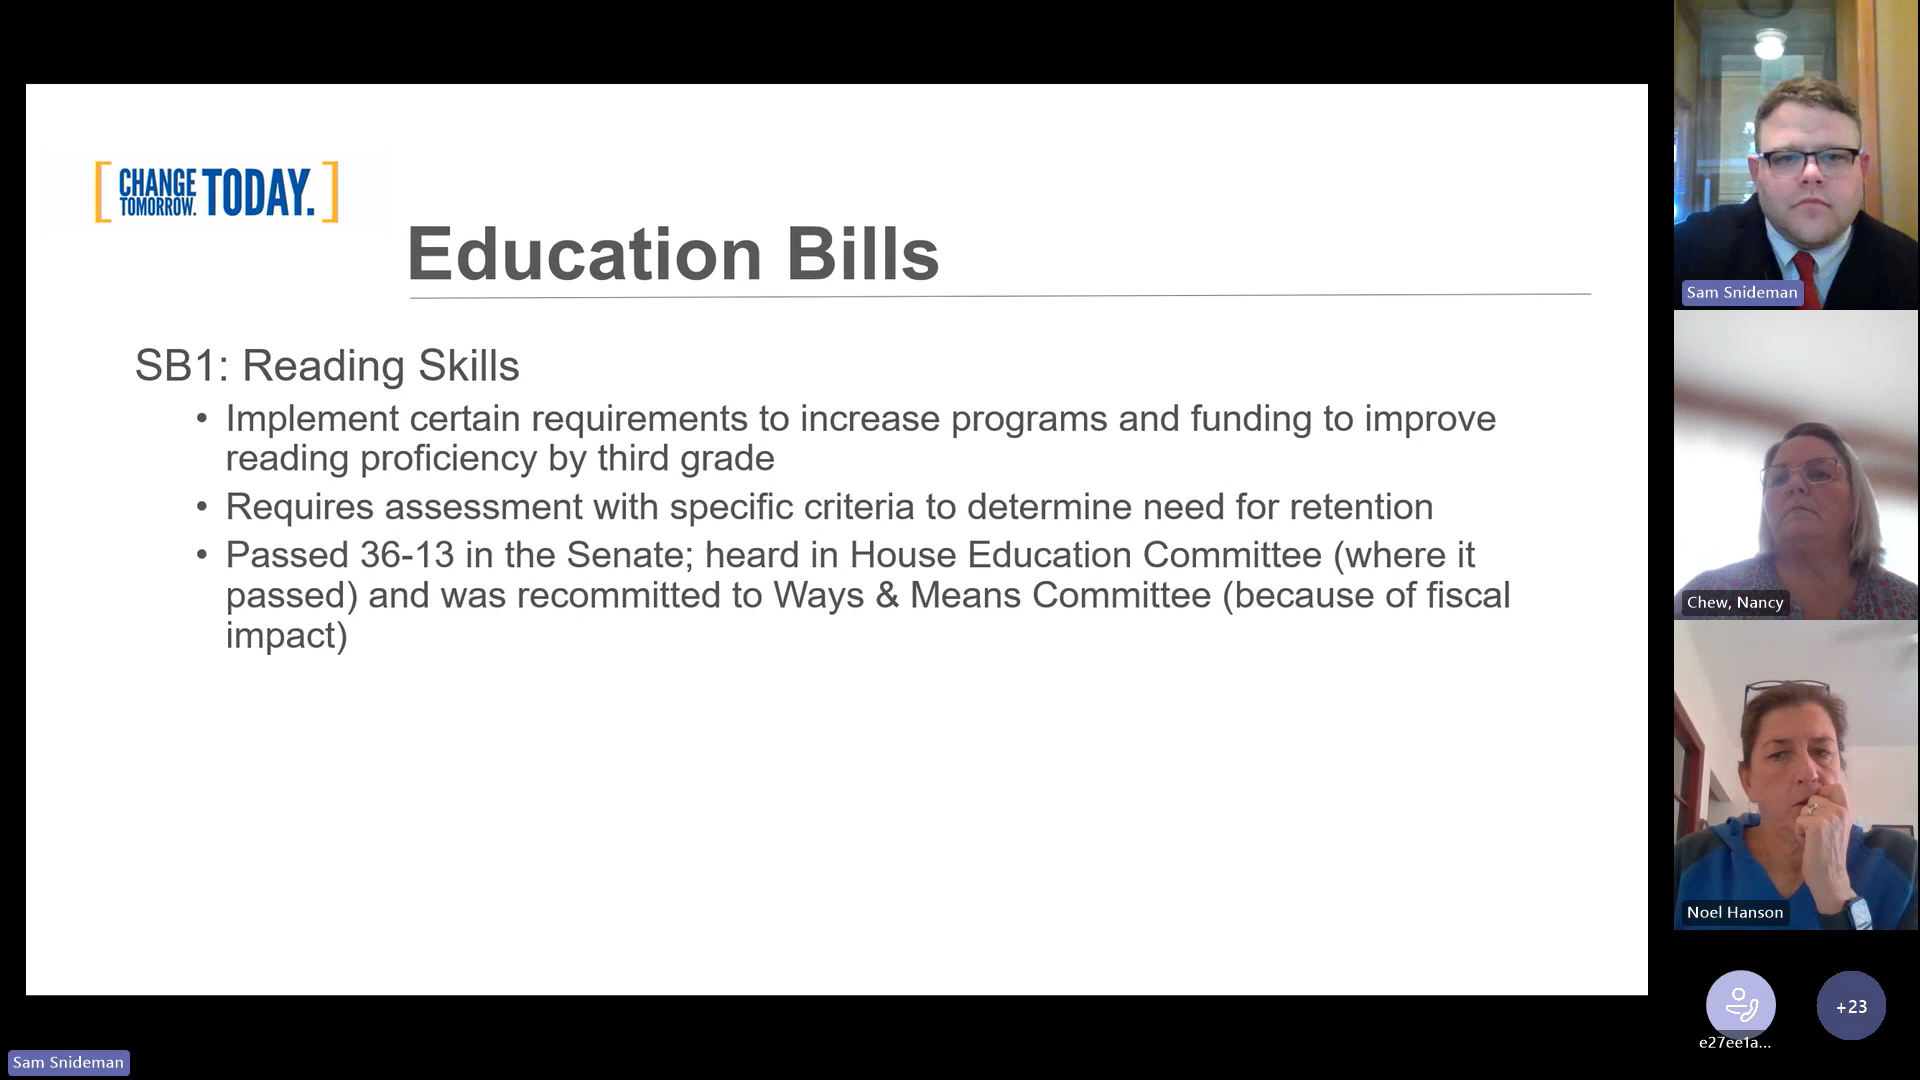 [CHANGE TOMORROW. TODAY.]
Education Bills
SB1: Reading Skills
• Implement certain requirements to increase programs and funding to improve
reading proficiency by third grade
• Requires assessment with specific criteria to determine need for retention
• Passed 36-13 in the Senate; heard in House Education Committee (where it
passed) and was recommitted to Ways & Means Committee (because of fiscal
impact)
Sam Snideman
Chew, Nancy
Noel Hanson
e27ee1a...
+23
Sam Snideman